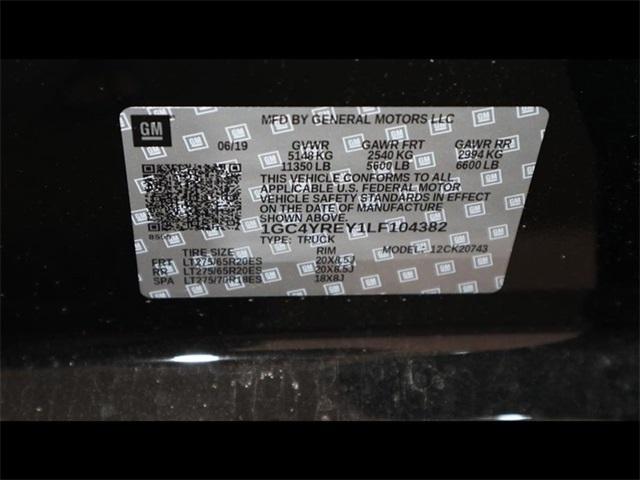 GM
MFD BY GENERAL MOTORS LLC
06/19 GVWR GAWR FRT GAWR RR
5148 KG 2540 KG 2994 KG
11350 LB 5600 LB 6600 LB
THIS VEHICLE CONFORMS TO ALL
APPLICABLE U.S. FEDERAL MOTOR
VEHICLE SAFETY STANDARDS IN EFFECT
ON THE DATE OF MANUFACTURE
SHOWN ABOVE.
1GC4YREY1LF104382
TYPE: TRUCK
TIRE SIZE RIM MODEL: 12CK20743
FRT LT275/65R20ES 20X8.5J
RR LT275/65R20ES 20X8.5J
SPA LT275/70R18ES 18X8J